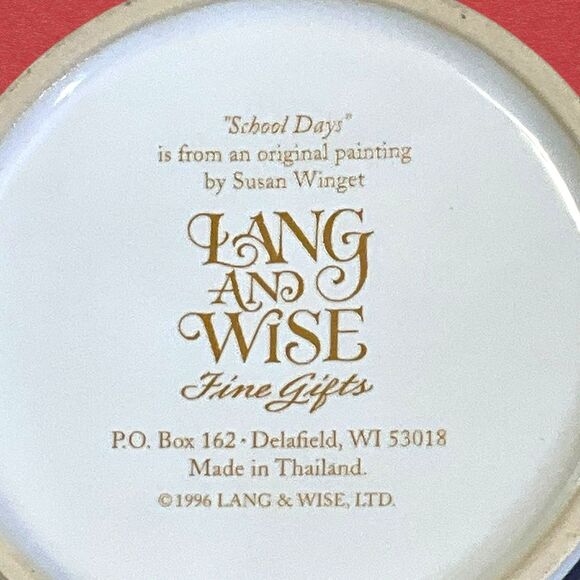 "School Days"
is from an original painting
by Susan Winget
LANG
AND
WISE
Fine Gifts
P.O. Box 162 · Delafield, WI 53018
Made in Thailand.
© 1996 LANG & WISE, LTD.